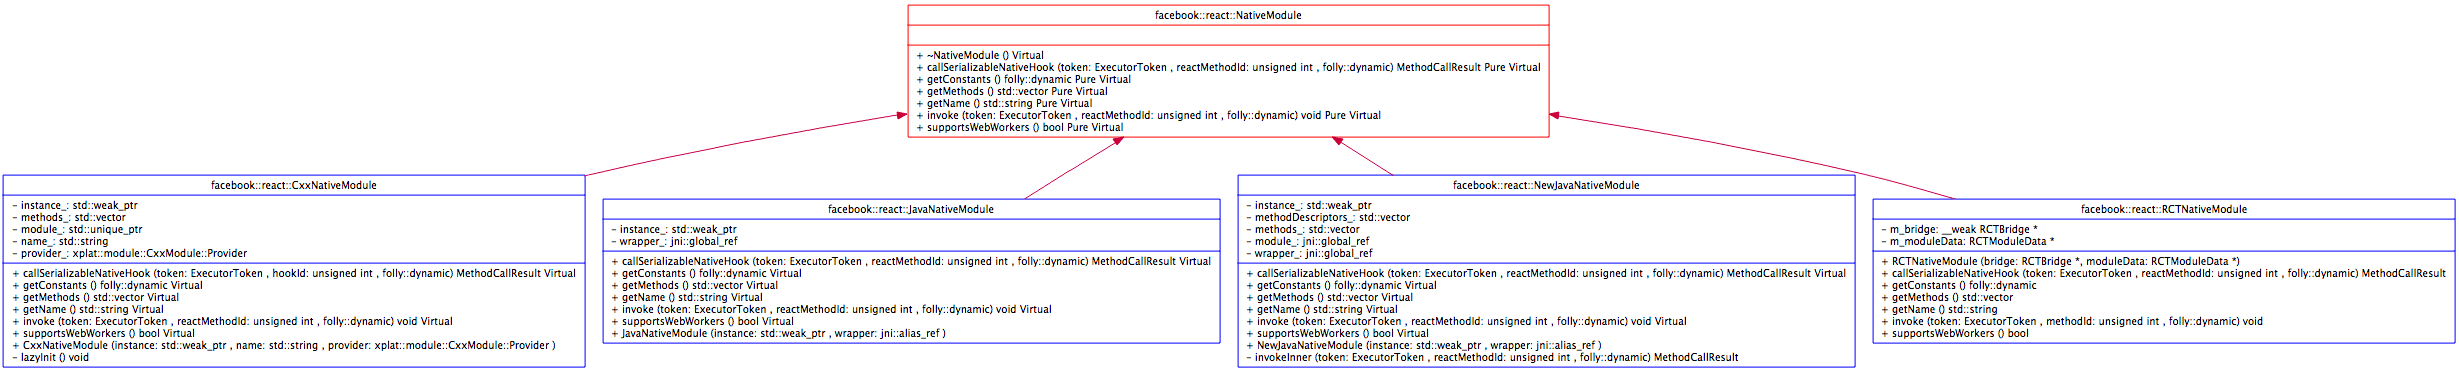 facebook::react::NativeModule
+ ~NativeModule () Virtual
+ callSerializableNativeHook (token: ExecutorToken , reactMethodId: unsigned int , folly::dynamic) MethodCallResult Pure Virtual
+ getConstants () folly::dynamic Pure Virtual
+ getMethods () std::vector Pure Virtual
+ getName () std::string Pure Virtual
+ invoke (token: ExecutorToken , reactMethodId: unsigned int , folly::dynamic) void Pure Virtual
+ supportsWebWorkers () bool Pure Virtual
facebook::react::CxxNativeModule
- instance_: std::weak_ptr
- methods_: std::vector
- module_: std::unique_ptr
- name_: std::string
- provider_: xplat::module::CxxModule::Provider
+ callSerializableNativeHook (token: ExecutorToken , hookId: unsigned int , folly::dynamic) MethodCallResult Virtual
+ getConstants () folly::dynamic Virtual
+ getMethods () std::vector Virtual
+ getName () std::string Virtual
+ invoke (token: ExecutorToken , reactMethodId: unsigned int , folly::dynamic) void Virtual
+ supportsWebWorkers () bool Virtual
+ CxxNativeModule (instance: std::weak_ptr , name: std::string , provider: xplat::module::CxxModule::Provider )
- lazyInit () void
facebook::react::JavaNativeModule
- instance_: std::weak_ptr
- wrapper_: jni::global_ref
+ callSerializableNativeHook (token: ExecutorToken , reactMethodId: unsigned int , folly::dynamic) MethodCallResult Virtual
+ getConstants () folly::dynamic Virtual
+ getMethods () std::vector Virtual
+ getName () std::string Virtual
+ invoke (token: ExecutorToken , reactMethodId: unsigned int , folly::dynamic) void Virtual
+ supportsWebWorkers () bool Virtual
+ JavaNativeModule (instance: std::weak_ptr , wrapper: jni::alias_ref )
facebook::react::NewJavaNativeModule
- instance_: std::weak_ptr
- methodDescriptors_: std::vector
- methods_: std::vector
- module_: jni::global_ref
- wrapper_: jni::global_ref
+ callSerializableNativeHook (token: ExecutorToken , reactMethodId: unsigned int , folly::dynamic) MethodCallResult Virtual
+ getConstants () folly::dynamic Virtual
+ getMethods () std::vector Virtual
+ getName () std::string Virtual
+ invoke (token: ExecutorToken , reactMethodId: unsigned int , folly::dynamic) void Virtual
+ supportsWebWorkers () bool Virtual
+ NewJavaNativeModule (instance: std::weak_ptr , wrapper: jni::alias_ref )
- invokeInner (token: ExecutorToken , reactMethodId: unsigned int , folly::dynamic) MethodCallResult
facebook::react::RCTNativeModule
- m_bridge: __weak RCTBridge *
- m_moduleData: RCTModuleData *
+ RCTNativeModule (bridge: RCTBridge *, moduleData: RCTModuleData *)
+ callSerializableNativeHook (token: ExecutorToken , reactMethodId: unsigned int , folly::dynamic) MethodCallResult
+ getConstants () folly::dynamic
+ getMethods () std::vector
+ getName () std::string
+ invoke (token: ExecutorToken , methodId: unsigned int , folly::dynamic) void
+ supportsWebWorkers () bool